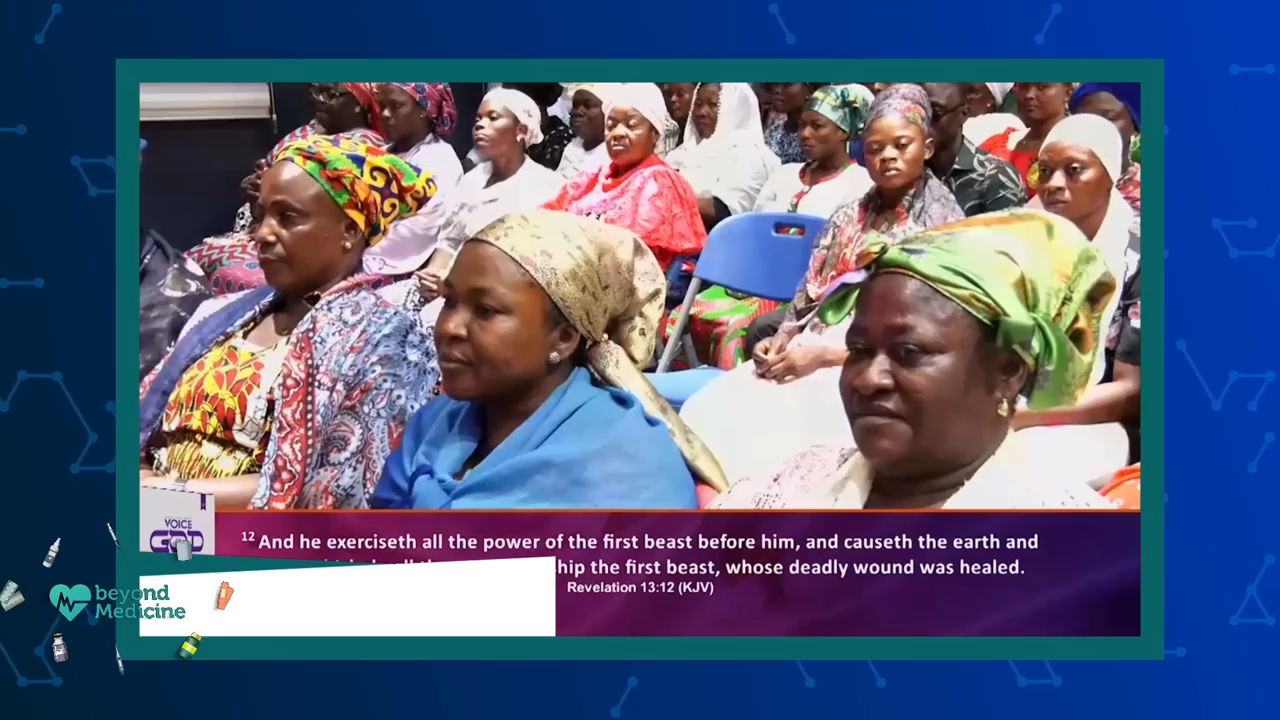 VOICE
GOD
12 And he exerciseth all the power of the first beast before him, and causeth the earth and
ship the first beast, whose deadly wound was healed.
Revelation 13:12 (KJV)
beyond
Medicine